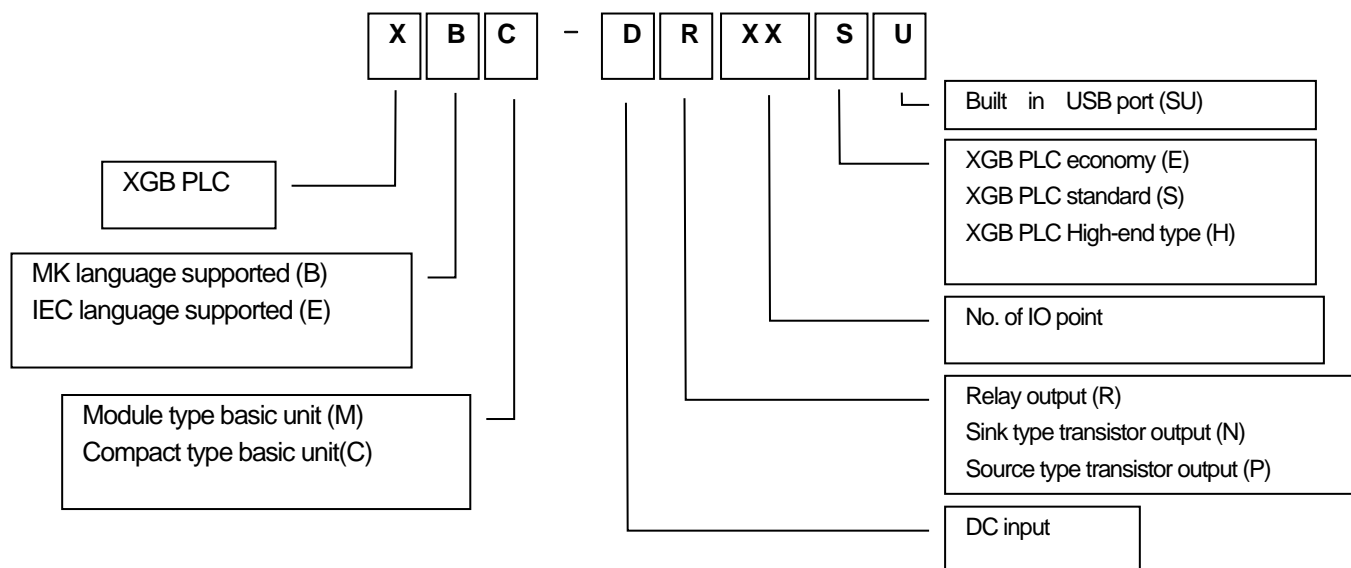 X B C – D R XX S U
Built in USB port (SU)
XGB PLC economy (E)
XGB PLC standard (S)
XGB PLC High-end type (H)
XGB PLC
MK language supported (B)
IEC language supported (E)
No. of IO point
Module type basic unit (M)
Compact type basic unit(C)
Relay output (R)
Sink type transistor output (N)
Source type transistor output (P)
DC input